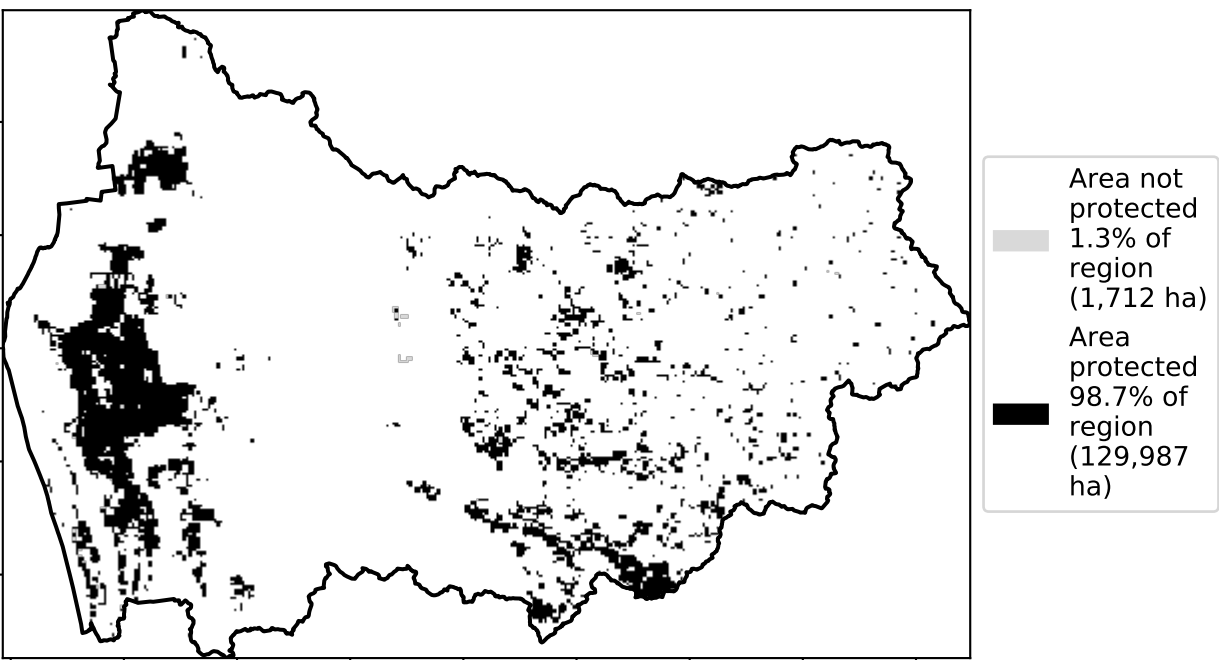 Area not
protected
1.3% of
region
(1,712 ha)
Area
protected
98.7% of
region
(129,987
ha)